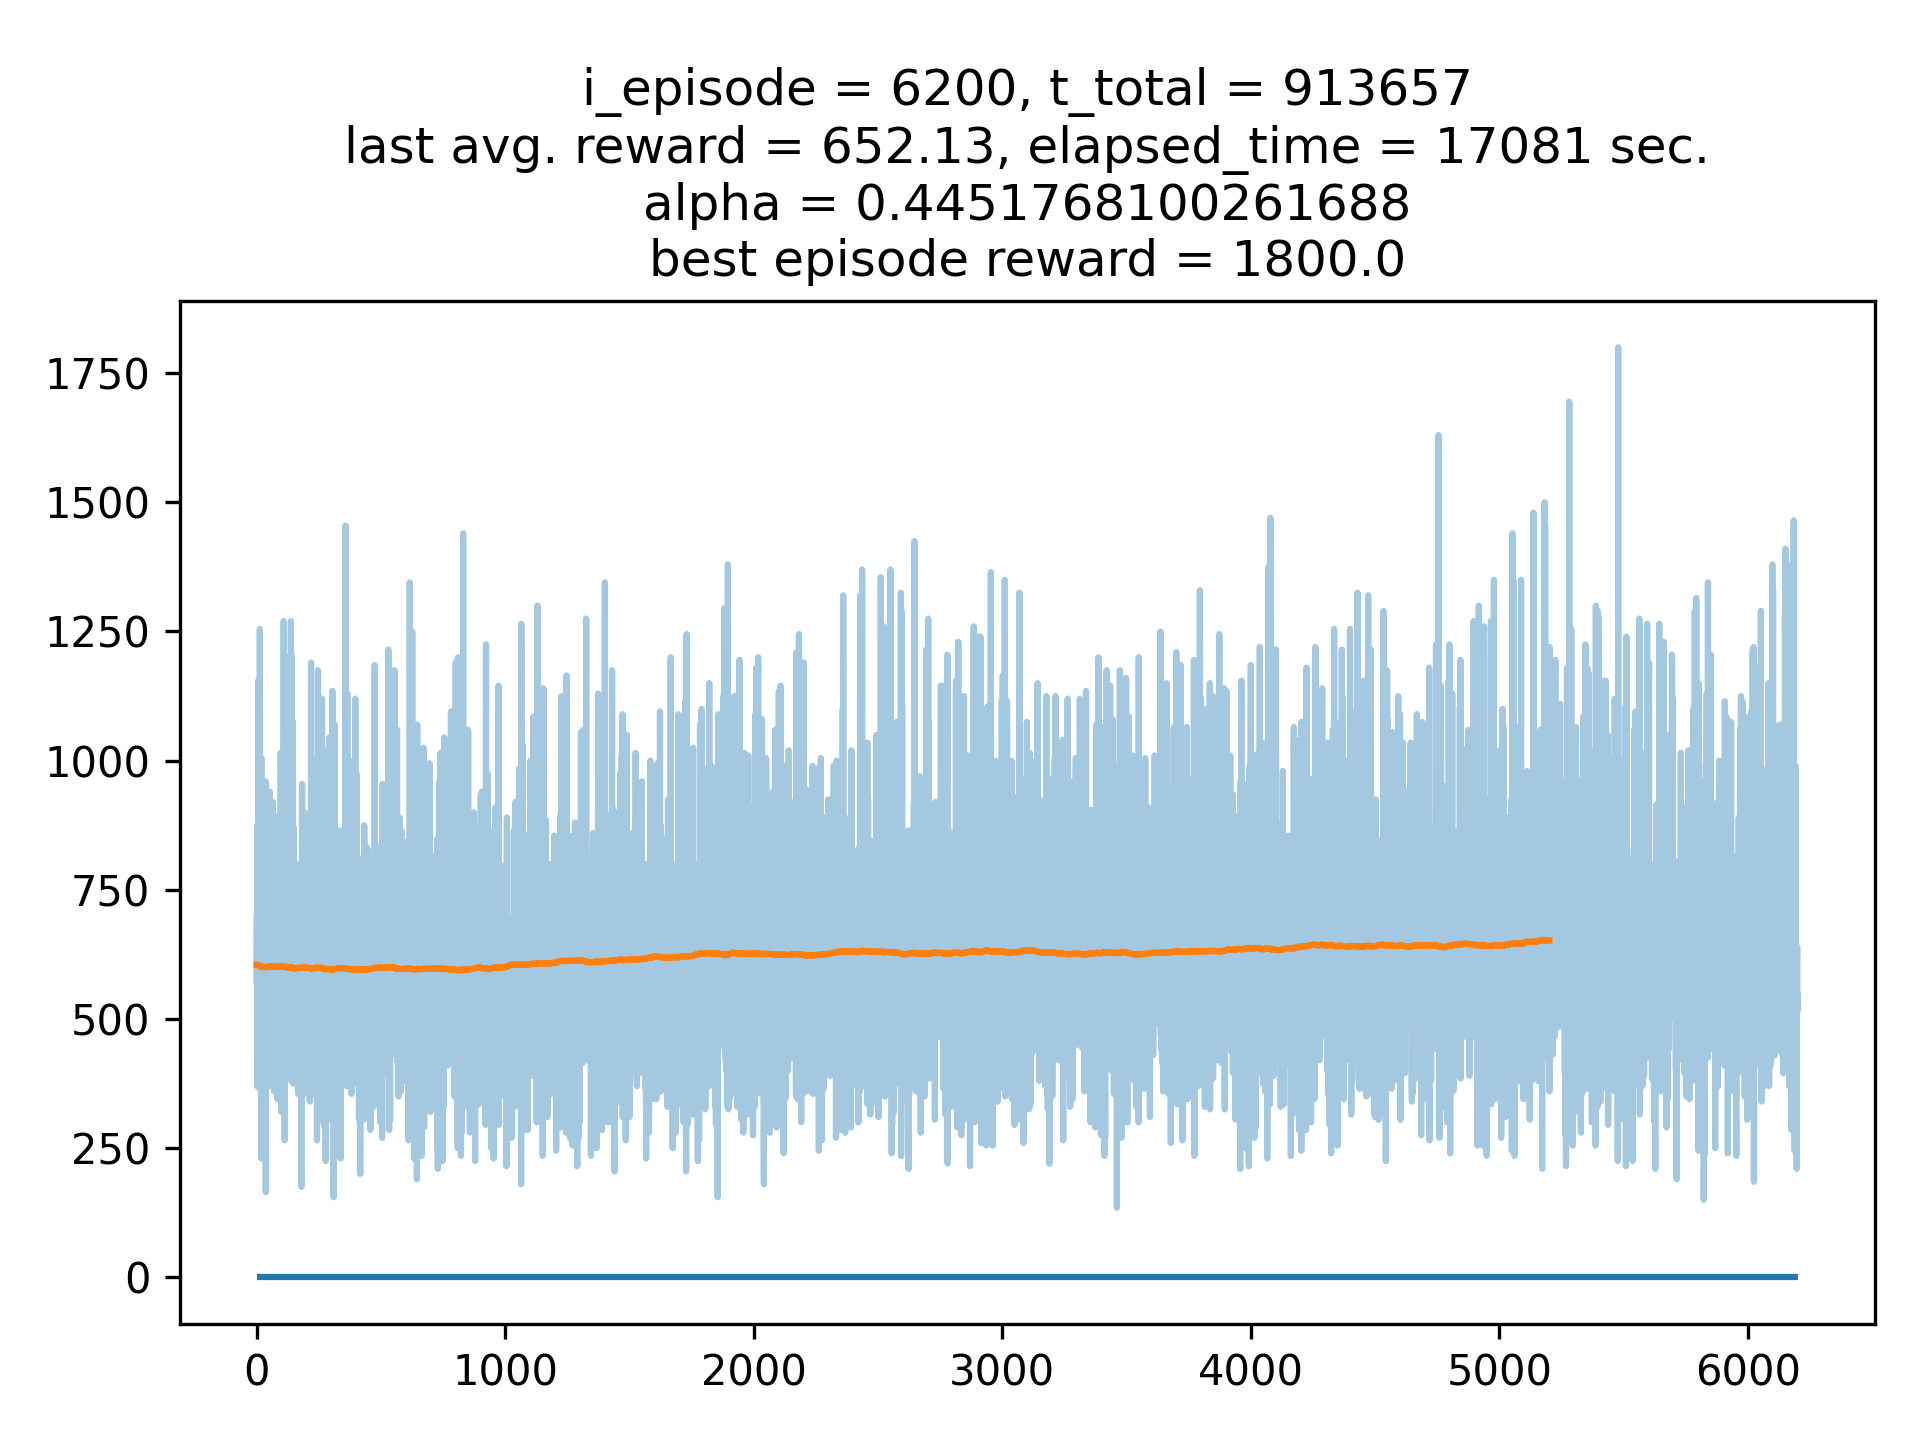 i_episode = 6200, t_total = 913657
last avg. reward = 652.13, elapsed_time = 17081 sec.
alpha = 0.4451768100261688
best episode reward = 1800.0
1750
1500
1250
1000
750
500
250
0
0 1000 2000 3000 4000 5000 6000